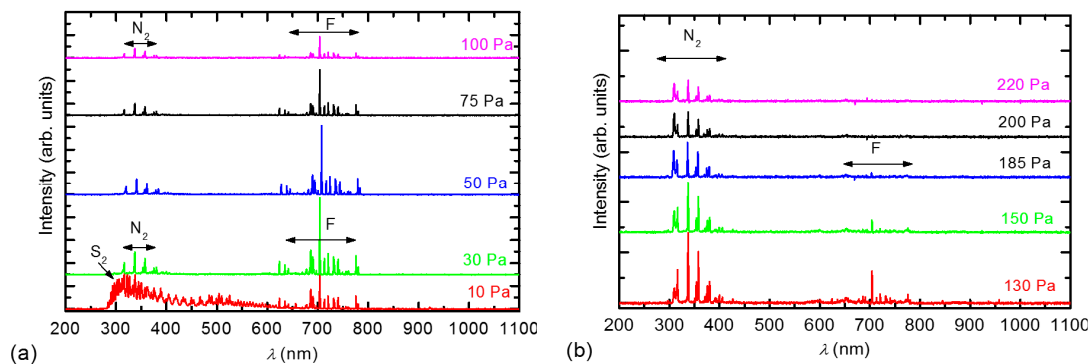 N₂
F
100 Pa
75 Pa
50 Pa
N₂
F
S₂
30 Pa
10 Pa
Intensity (arb. units)
200 300 400 500 600 700 800 900 1000 1100
λ (nm)
(a)
N₂
220 Pa
200 Pa
F
185 Pa
150 Pa
130 Pa
Intensity (arb. units)
200 300 400 500 600 700 800 900 1000 1100
λ (nm)
(b)